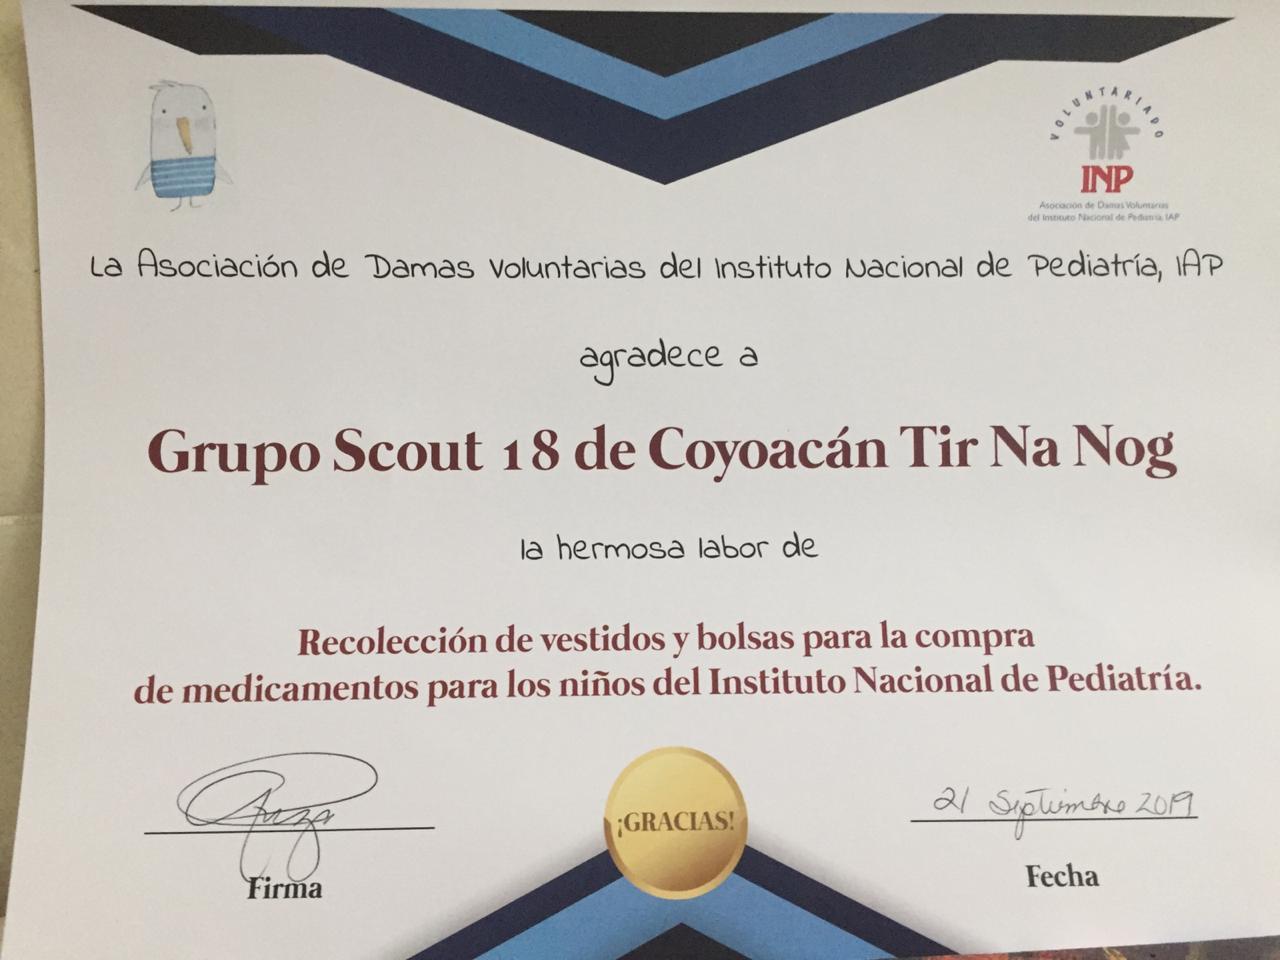 VOLUNTARIADO
INP
Asociación de Damas Voluntarias
del Instituto Nacional de Pediatría, IAP
La Asociación de Damas Voluntarias del Instituto Nacional de Pediatría, IAP
agradece a
Grupo Scout 18 de Coyoacán Tir Na Nog
la hermosa labor de
Recolección de vestidos y bolsas para la compra
de medicamentos para los niños del Instituto Nacional de Pediatría.
¡GRACIAS!
21 Septiembre 2019
Firma
Fecha